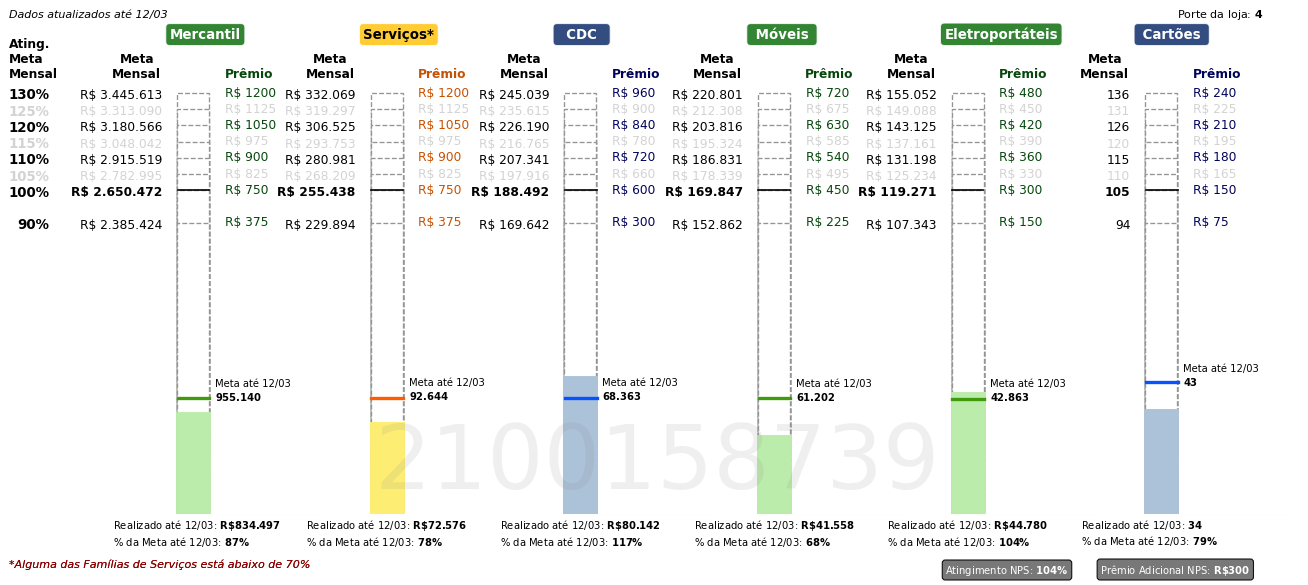 Dados atualizados até 12/03
Porte da loja: 4
Mercantil Serviços* CDC Móveis Eletroportáteis Cartões
Ating. Meta Mensal
Meta Mensal Prêmio Meta Mensal Prêmio Meta Mensal Prêmio Meta Mensal Prêmio Meta Mensal Prêmio Meta Mensal Prêmio
130% R$ 3.445.613 R$ 1200 R$ 332.069 R$ 1200 R$ 245.039 R$ 960 R$ 220.801 R$ 720 R$ 155.052 R$ 480 136 R$ 240
125% R$ 3.313.090 R$ 1125 R$ 319.297 R$ 1125 R$ 235.615 R$ 900 R$ 212.308 R$ 675 R$ 149.088 R$ 450 131 R$ 225
120% R$ 3.180.566 R$ 1050 R$ 306.525 R$ 1050 R$ 226.190 R$ 840 R$ 203.816 R$ 630 R$ 143.125 R$ 420 126 R$ 210
115% R$ 3.048.042 R$ 975 R$ 293.753 R$ 975 R$ 216.765 R$ 780 R$ 195.324 R$ 585 R$ 137.161 R$ 390 120 R$ 195
110% R$ 2.915.519 R$ 900 R$ 280.981 R$ 900 R$ 207.341 R$ 720 R$ 186.831 R$ 540 R$ 131.198 R$ 360 115 R$ 180
105% R$ 2.782.995 R$ 825 R$ 268.209 R$ 825 R$ 197.916 R$ 660 R$ 178.339 R$ 495 R$ 125.234 R$ 330 110 R$ 165
100% R$ 2.650.472 R$ 750 R$ 255.438 R$ 750 R$ 188.492 R$ 600 R$ 169.847 R$ 450 R$ 119.271 R$ 300 105 R$ 150
90% R$ 2.385.424 R$ 375 R$ 229.894 R$ 375 R$ 169.642 R$ 300 R$ 152.862 R$ 225 R$ 107.343 R$ 150 94 R$ 75
Meta até 12/03 Meta até 12/03 Meta até 12/03 Meta até 12/03 Meta até 12/03 Meta até 12/03
955.140 92.644 68.363 61.202 42.863 43
2100158739
Realizado até 12/03: R$834.497 Realizado até 12/03: R$72.576 Realizado até 12/03: R$80.142 Realizado até 12/03: R$41.558 Realizado até 12/03: R$44.780 Realizado até 12/03: 34
% da Meta até 12/03: 87% % da Meta até 12/03: 78% % da Meta até 12/03: 117% % da Meta até 12/03: 68% % da Meta até 12/03: 104% % da Meta até 12/03: 79%
*Alguma das Famílias de Serviços está abaixo de 70%
Atingimento NPS: 104% Prêmio Adicional NPS: R$300